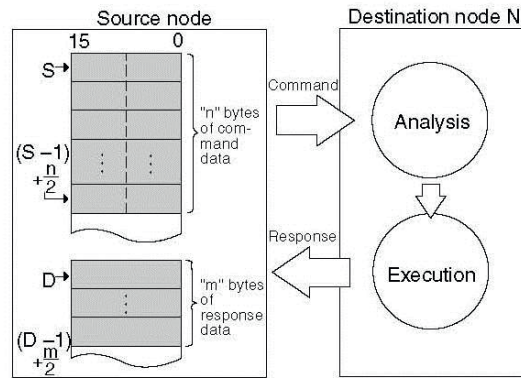 Source node
Destination node N
15 0
S
"n" bytes
of com-
mand
data
(S –1)
+n/2
Command
Analysis
Response
Execution
D
"m" bytes
of
response
data
(D –1)
+m/2